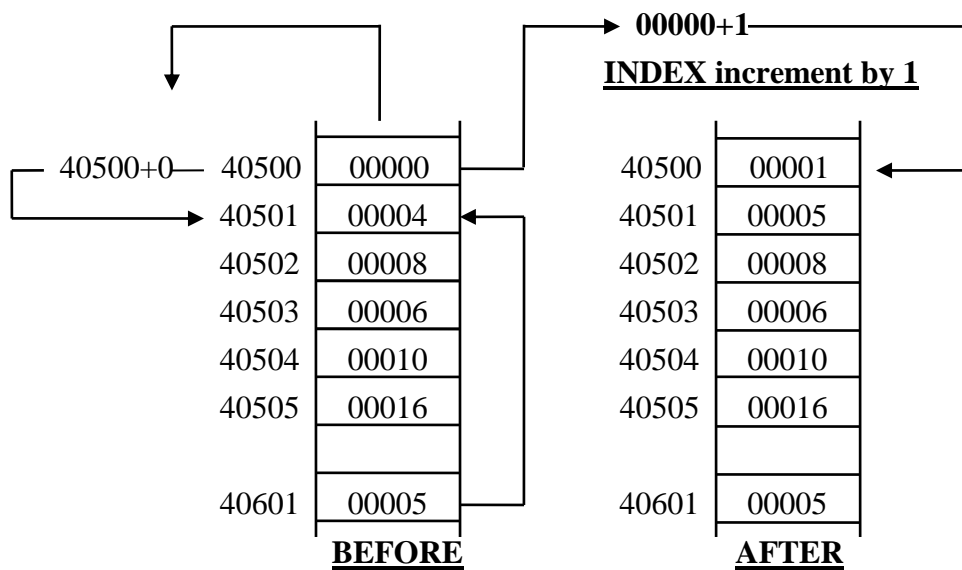 00000+1
INDEX increment by 1
40500+0 40500 00000 40500 00001
40501 00004 40501 00005
40502 00008 40502 00008
40503 00006 40503 00006
40504 00010 40504 00010
40505 00016 40505 00016
40601 00005 40601 00005
BEFORE AFTER